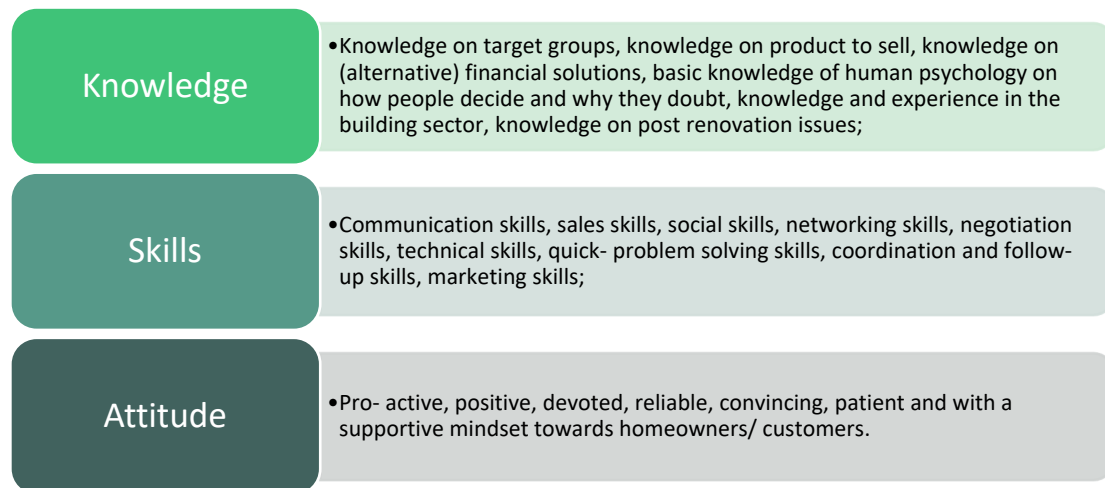 Knowledge
•Knowledge on target groups, knowledge on product to sell, knowledge on
(alternative) financial solutions, basic knowledge of human psychology on
how people decide and why they doubt, knowledge and experience in the
building sector, knowledge on post renovation issues;
Skills
•Communication skills, sales skills, social skills, networking skills, negotiation
skills, technical skills, quick- problem solving skills, coordination and follow-
up skills, marketing skills;
Attitude
•Pro- active, positive, devoted, reliable, convincing, patient and with a
supportive mindset towards homeowners/ customers.